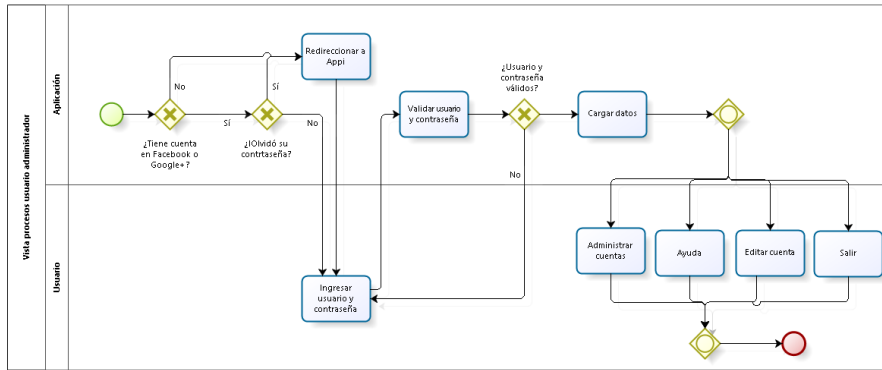 Vista procesos usuario administrador
Aplicación
Usuario
¿Tiene cuenta
en Facebook o
Google+?
No
Sí
¿lOlvidó su
contrtaseña?
Sí
No
Redireccionar a
Appi
Ingresar
usuario y
contraseña
Validar usuario
y contraseña
¿Usuario y
contraseña
válidos?
No
Cargar datos
Administrar
cuentas
Ayuda
Editar cuenta
Salir